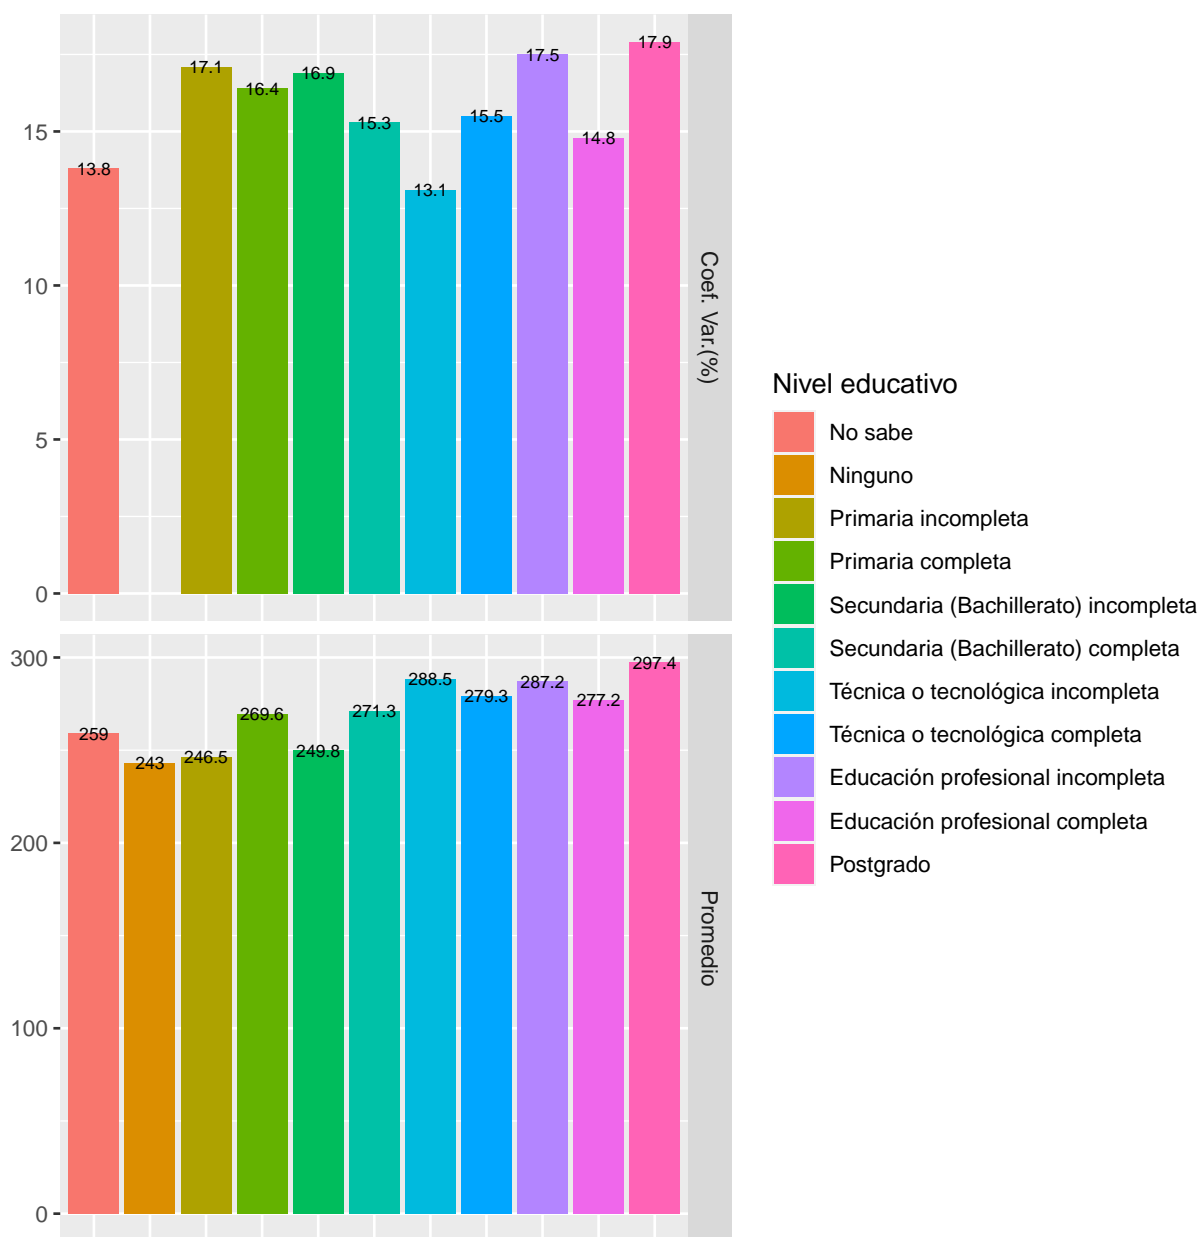 17.9
17.5
17.1
16.9
16.4
15.5
15.3
14.8
13.8
13.1
15
10
5
0
Coef. Var.(%)
300
297.4
288.5
287.2
279.3
277.2
271.3
269.6
259
249.8
246.5
243
200
100
0
Promedio
Nivel educativo
No sabe
Ninguno
Primaria incompleta
Primaria completa
Secundaria (Bachillerato) incompleta
Secundaria (Bachillerato) completa
Técnica o tecnológica incompleta
Técnica o tecnológica completa
Educación profesional incompleta
Educación profesional completa
Postgrado